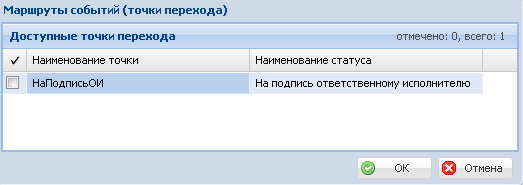 Маршруты событий (точки перехода)
Доступные точки перехода отмечено: 0, всего: 1
Наименование точки Наименование статуса
НаПодписьОИ На подпись ответственному исполнителю
OK Отмена